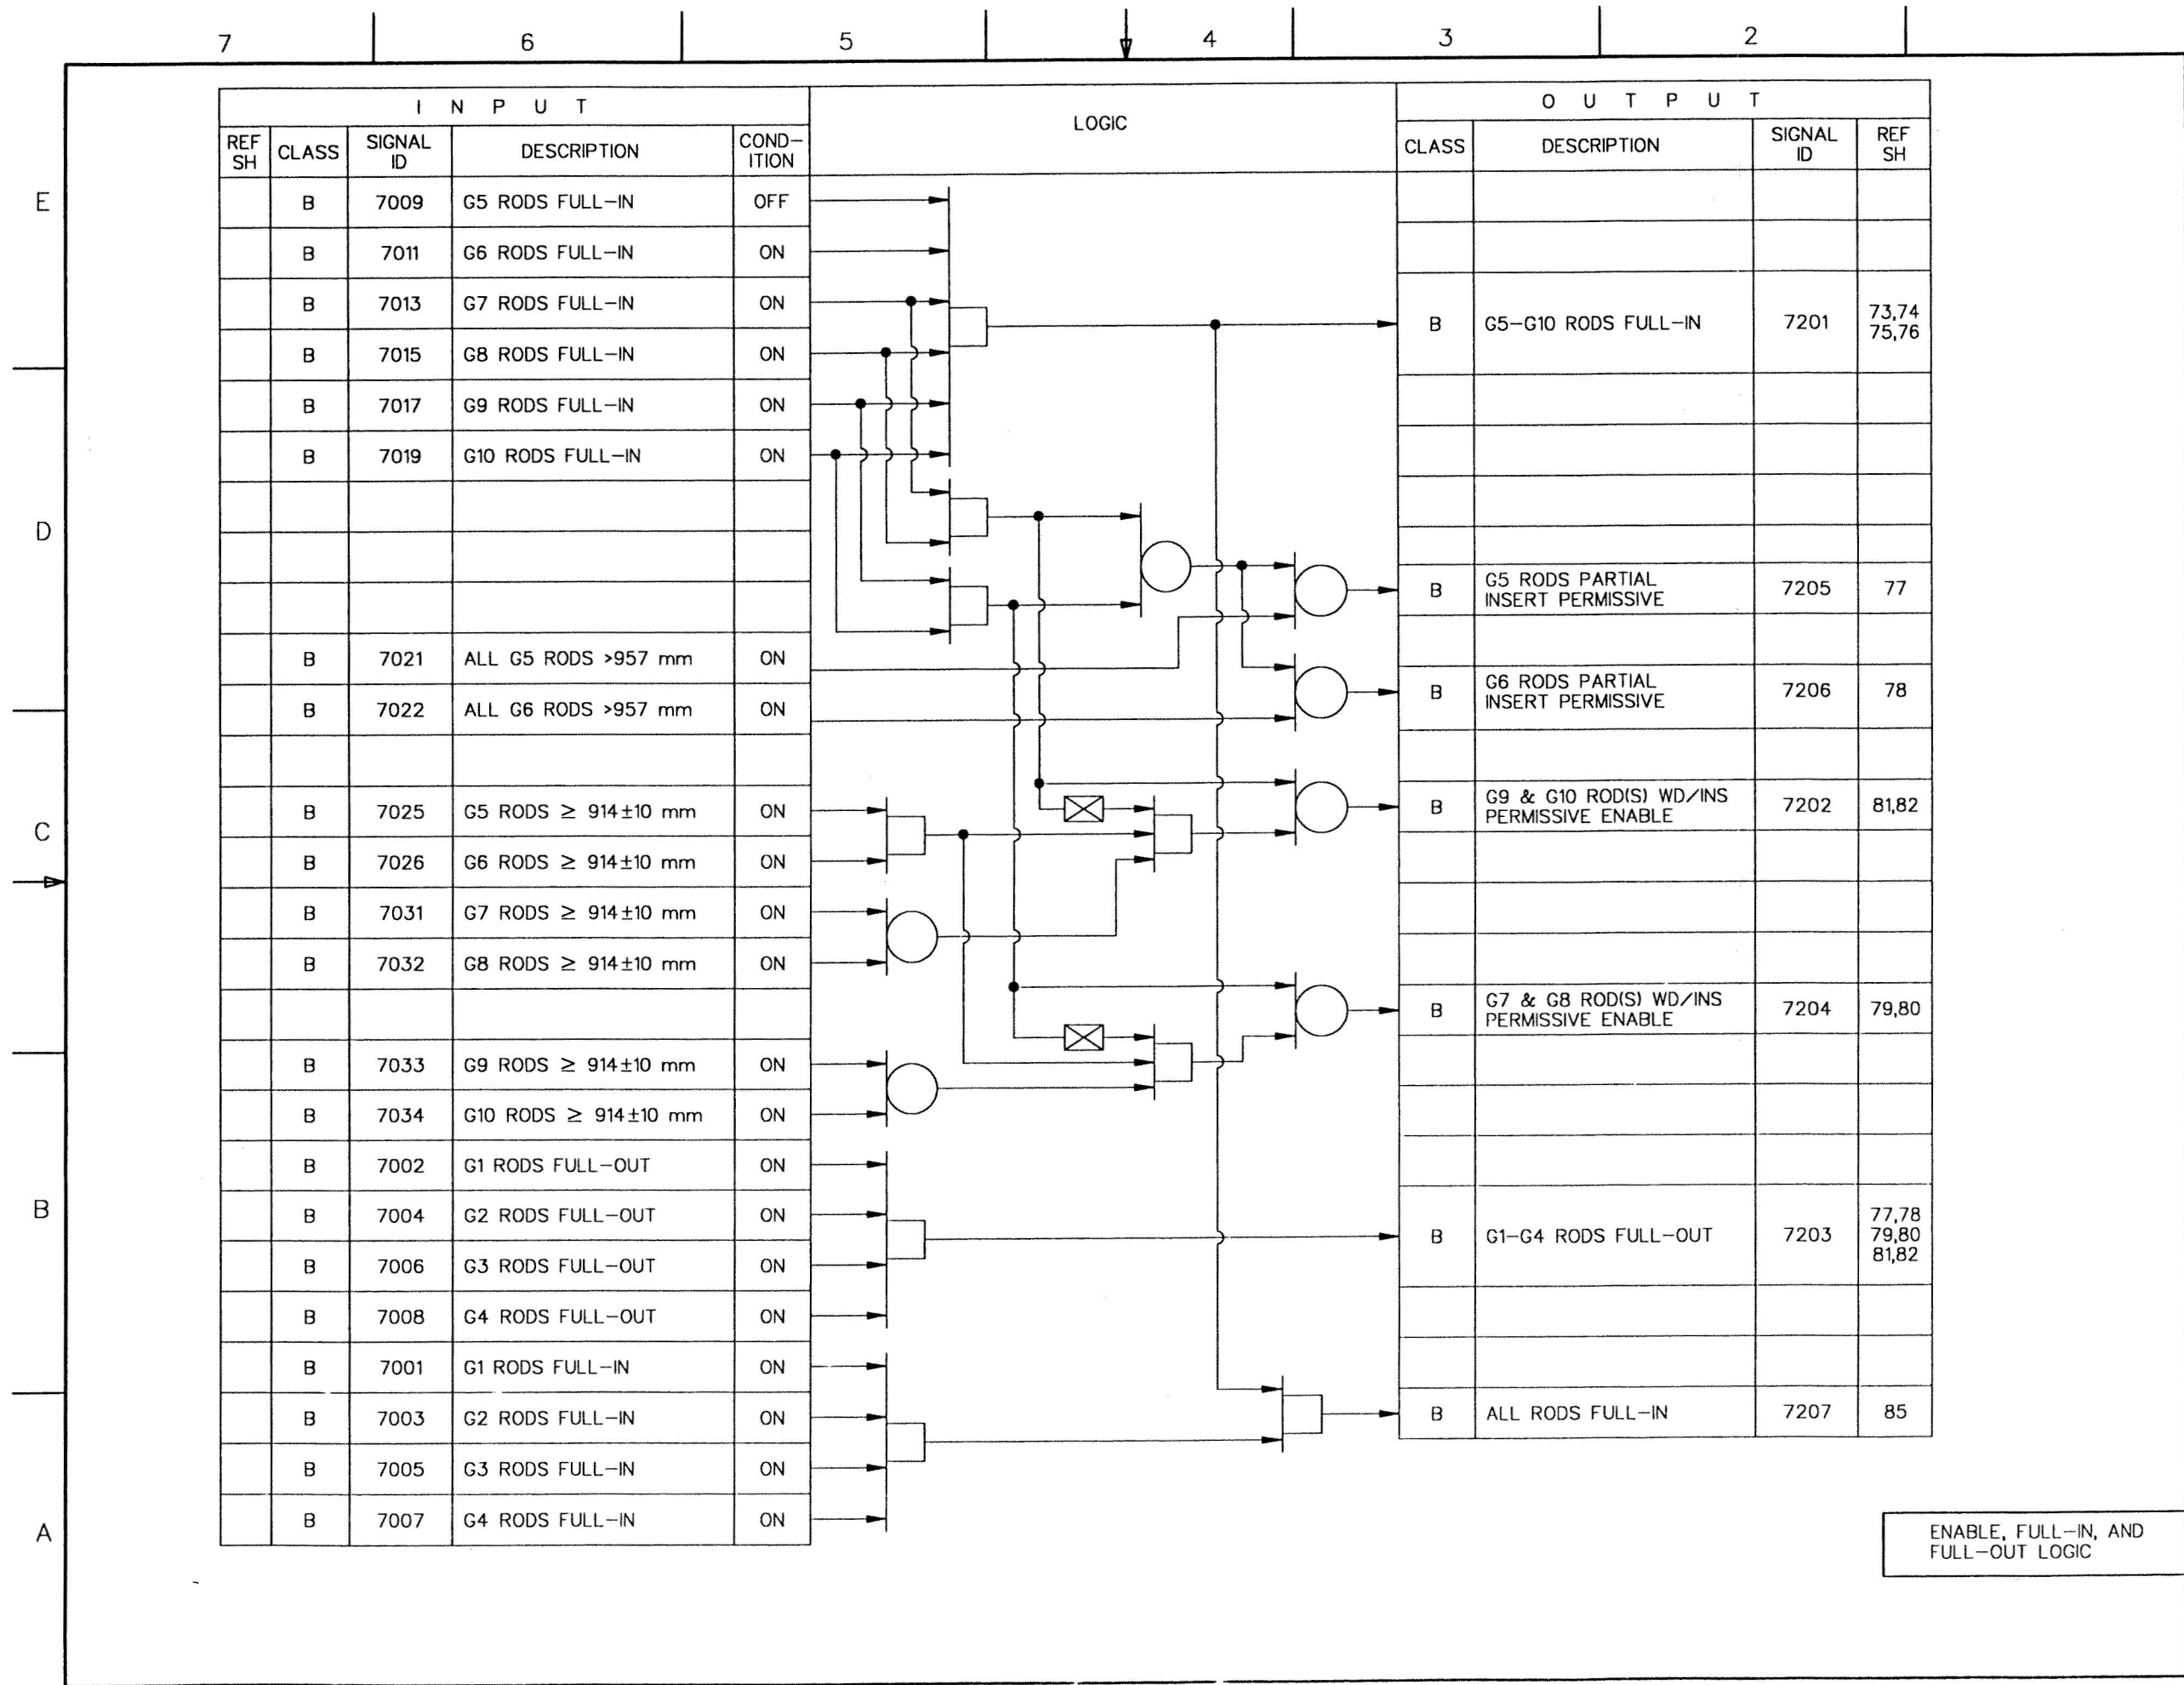 7 6 5 4 3 2
I N P U T
LOGIC
O U T P U T
REF SH CLASS SIGNAL ID DESCRIPTION COND-ITION
CLASS DESCRIPTION SIGNAL ID REF SH
E
B 7009 G5 RODS FULL-IN OFF
B 7011 G6 RODS FULL-IN ON
B 7013 G7 RODS FULL-IN ON
B G5-G10 RODS FULL-IN 7201 73,74
75,76
B 7015 G8 RODS FULL-IN ON
B 7017 G9 RODS FULL-IN ON
B 7019 G10 RODS FULL-IN ON
D
B G5 RODS PARTIAL
INSERT PERMISSIVE 7205 77
B 7021 ALL G5 RODS >957 mm ON
B G6 RODS PARTIAL
INSERT PERMISSIVE 7206 78
B 7022 ALL G6 RODS >957 mm ON
C
B 7025 G5 RODS ≥ 914±10 mm ON
B G9 & G10 ROD(S) WD/INS
PERMISSIVE ENABLE 7202 81,82
B 7026 G6 RODS ≥ 914±10 mm ON
B 7031 G7 RODS ≥ 914±10 mm ON
B 7032 G8 RODS ≥ 914±10 mm ON
B G7 & G8 ROD(S) WD/INS
PERMISSIVE ENABLE 7204 79,80
B 7033 G9 RODS ≥ 914±10 mm ON
B 7034 G10 RODS ≥ 914±10 mm ON
B 7002 G1 RODS FULL-OUT ON
B
B 7004 G2 RODS FULL-OUT ON
B G1-G4 RODS FULL-OUT 7203 77,78
79,80
81,82
B 7006 G3 RODS FULL-OUT ON
B 7008 G4 RODS FULL-OUT ON
B 7001 G1 RODS FULL-IN ON
B 7003 G2 RODS FULL-IN ON
B ALL RODS FULL-IN 7207 85
B 7005 G3 RODS FULL-IN ON
A
B 7007 G4 RODS FULL-IN ON
ENABLE, FULL-IN, AND
FULL-OUT LOGIC